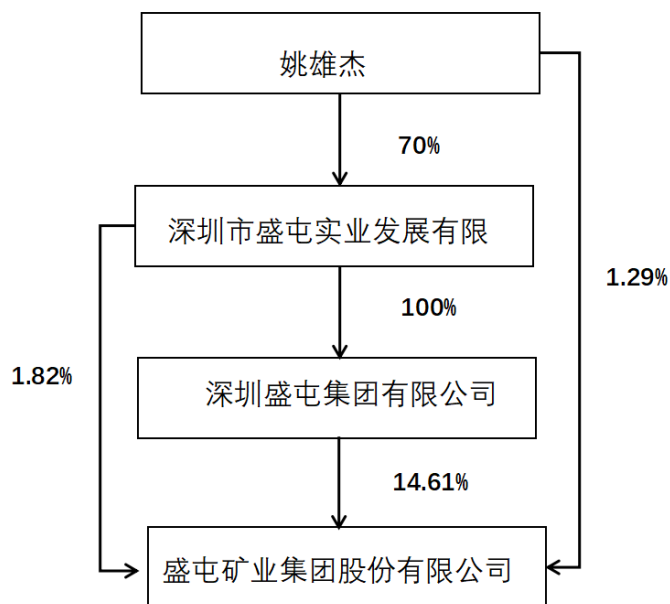 姚雄杰
70%
深圳市盛屯实业发展有限
100%
1.29%
1.82%
深圳盛屯集团有限公司
14.61%
盛屯矿业集团股份有限公司